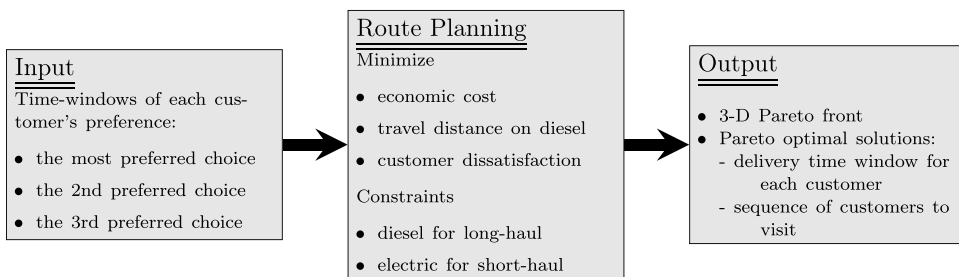 Input
Time-windows of each cus-
tomer's preference:
• the most preferred choice
• the 2nd preferred choice
• the 3rd preferred choice
Route Planning
Minimize
• economic cost
• travel distance on diesel
• customer dissatisfaction
Constraints
• diesel for long-haul
• electric for short-haul
Output
• 3-D Pareto front
• Pareto optimal solutions:
- delivery time window for
each customer
- sequence of customers to
visit